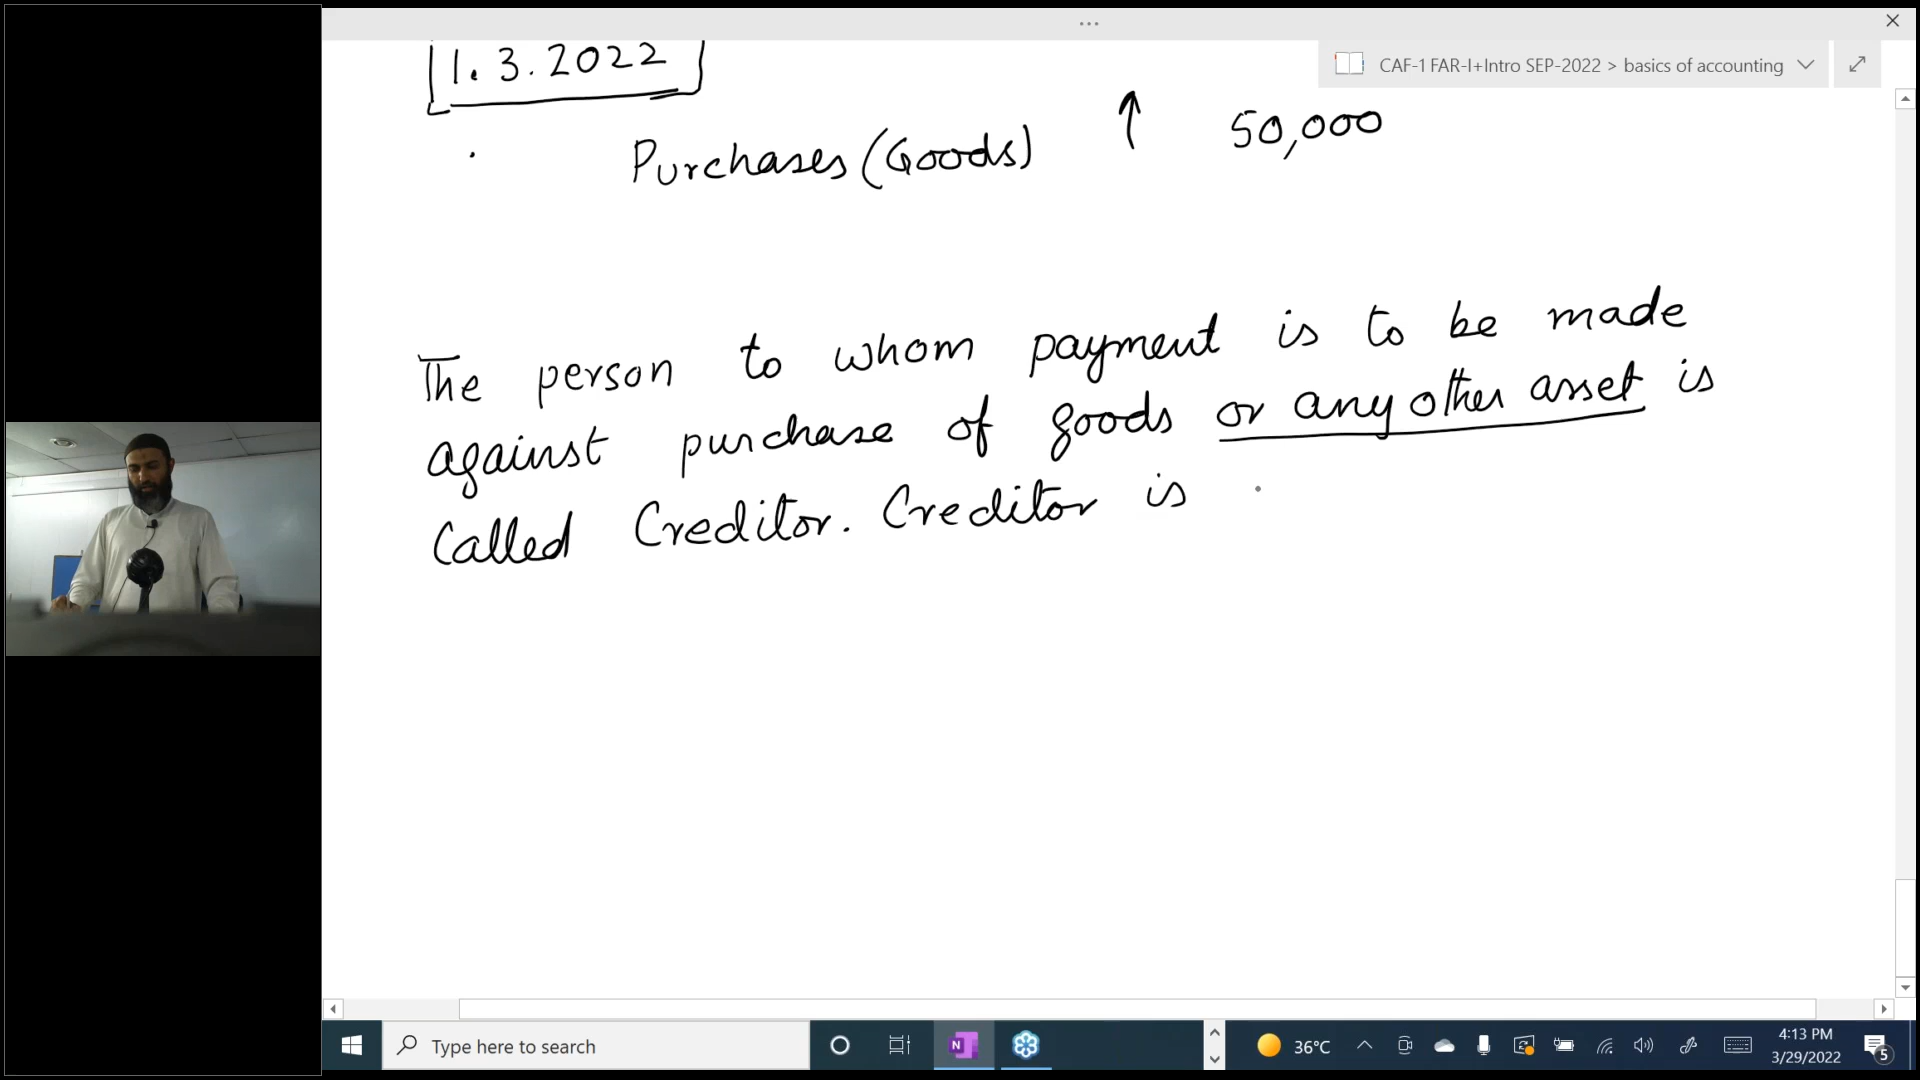 1.3.2022
CAF-1 FAR-I+Intro SEP-2022 > basics of accounting
Purchases (Goods) ↑ 50,000
The person to whom payment is to be made
against purchase of goods or any other asset is
Called Creditor. Creditor is
Type here to search
N
36°C
4:13 PM
3/29/2022
5